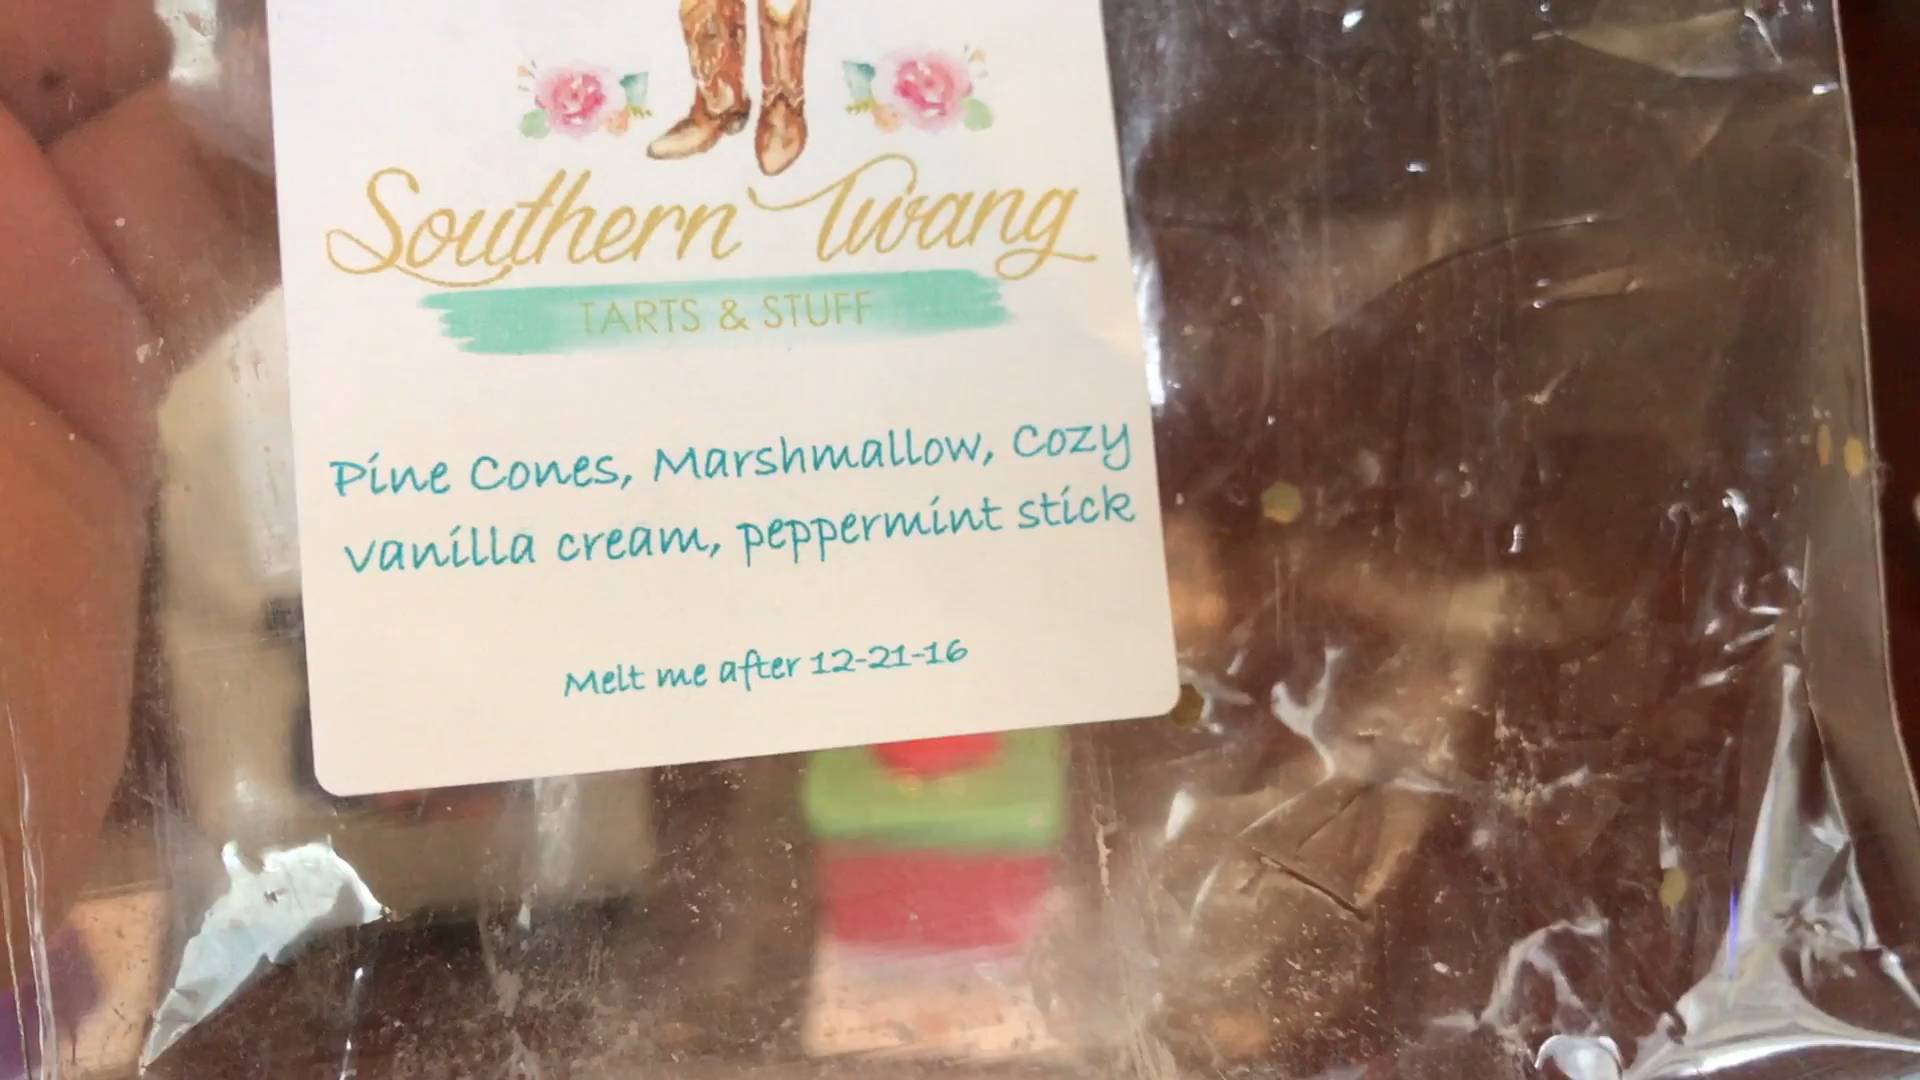 Southern Twang
TARTS & STUFF
Pine Cones, Marshmallow, Cozy
vanilla cream, peppermint stick
Melt me after 12-21-16